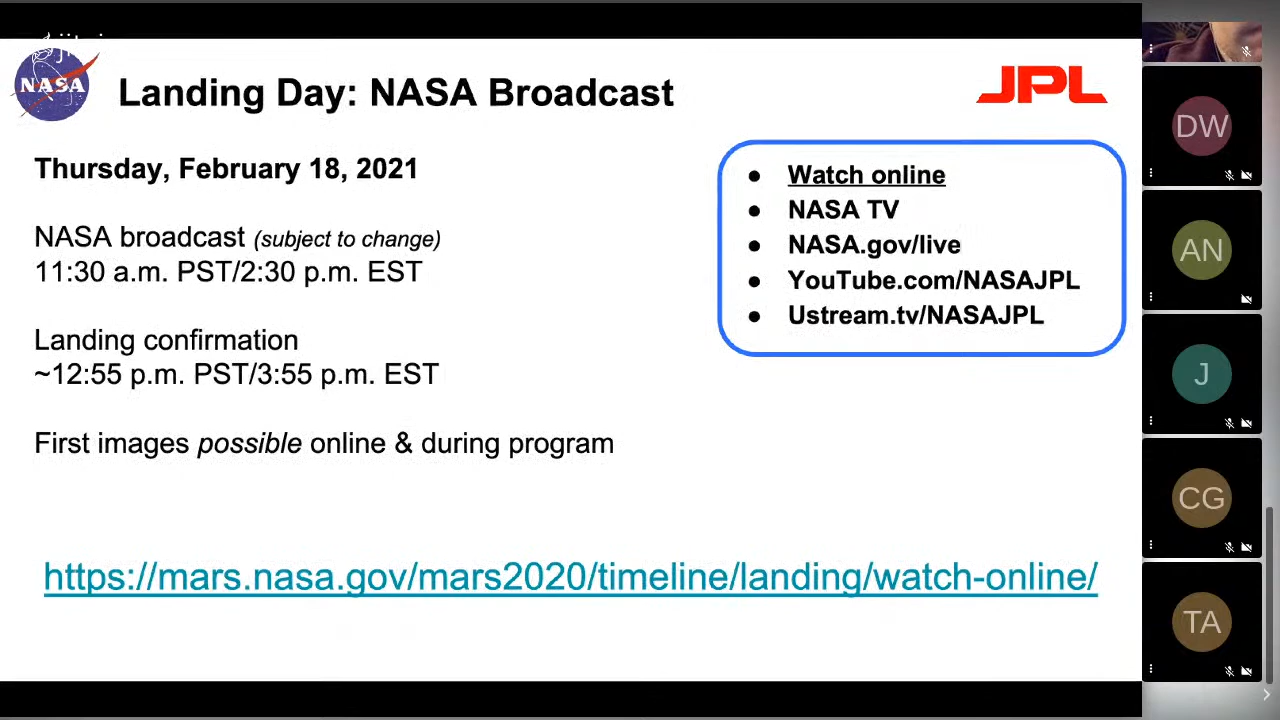 jitsi
NASA
Landing Day: NASA Broadcast
JPL
Thursday, February 18, 2021
NASA broadcast (subject to change)
11:30 a.m. PST/2:30 p.m. EST
Landing confirmation
~12:55 p.m. PST/3:55 p.m. EST
First images possible online & during program
● Watch online
● NASA TV
● NASA.gov/live
● YouTube.com/NASAJPL
● Ustream.tv/NASAJPL
https://mars.nasa.gov/mars2020/timeline/landing/watch-online/
DW
AN
J
CG
TA